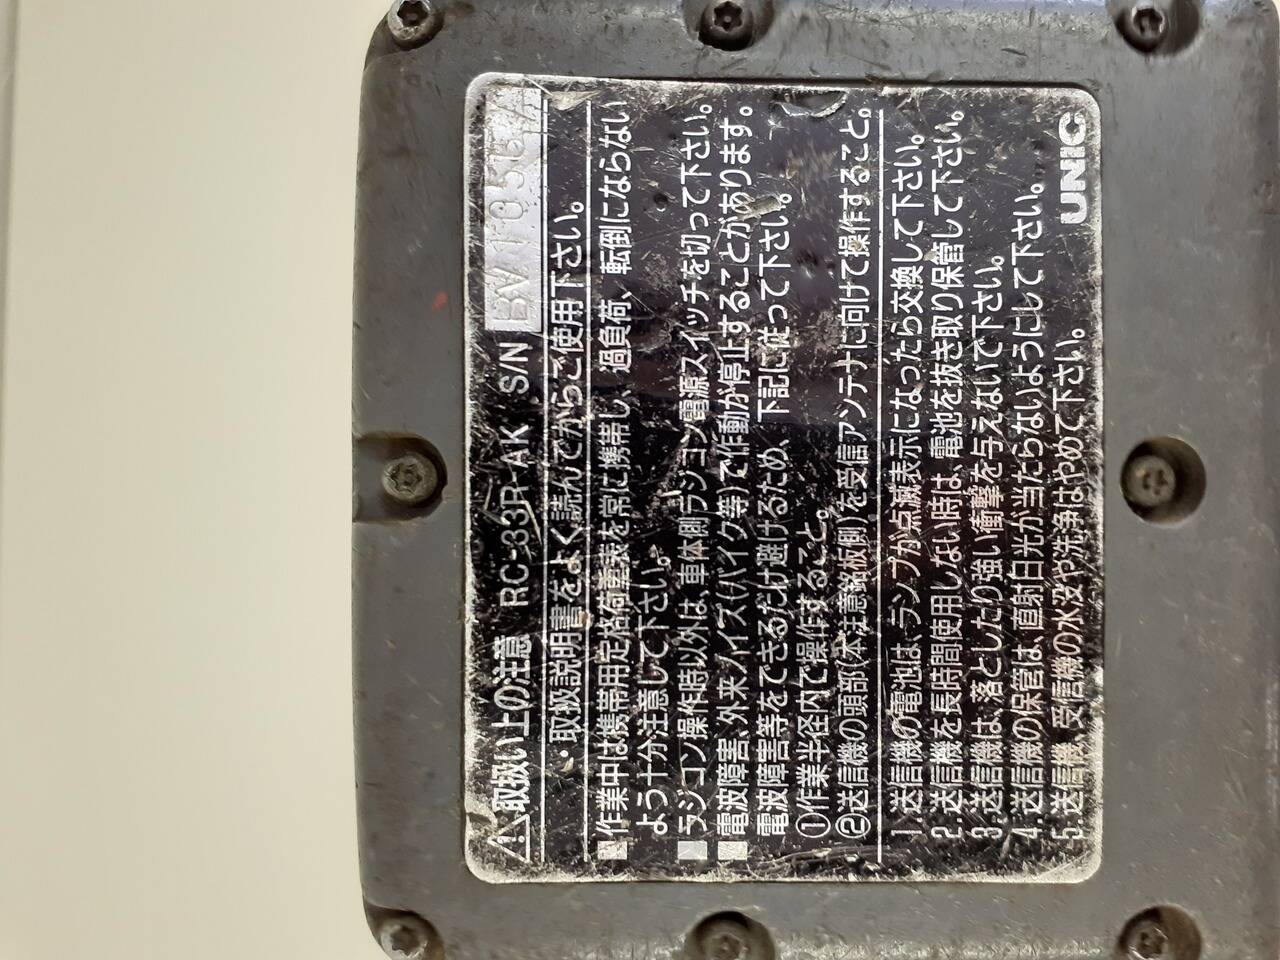 ⚠取扱い上の注意 RC-33R AK S/N
・取扱説明書をよく読んでからご使用下さい。
■作業中は携帯用定格荷重表を常に携帯し、過負荷、転倒にならない
よう十分注意して下さい。
■ラジコン操作時以外は、車体側ラジコン電源スイッチを切って下さい。
■電波障害、外来ノイズ(バイク等)で作動が停止することがあります。
電波障害等をできるだけ避けるため、下記に従って下さい。
①作業半径内で操作すること。
②送信機の頭部(本注意銘板側)を受信アンテナに向けて操作すること。
1.送信機の電池は、ランプが点滅表示になったら交換して下さい。
2.送信機を長時間使用しない時は、電池を抜き取り保管して下さい。
3.送信機は、落としたり強い衝撃を与えないで下さい。
4.送信機の保管は、直射日光が当たらないようにして下さい。
5.送信機、受信機の水没や洗浄はやめて下さい。
UNIC